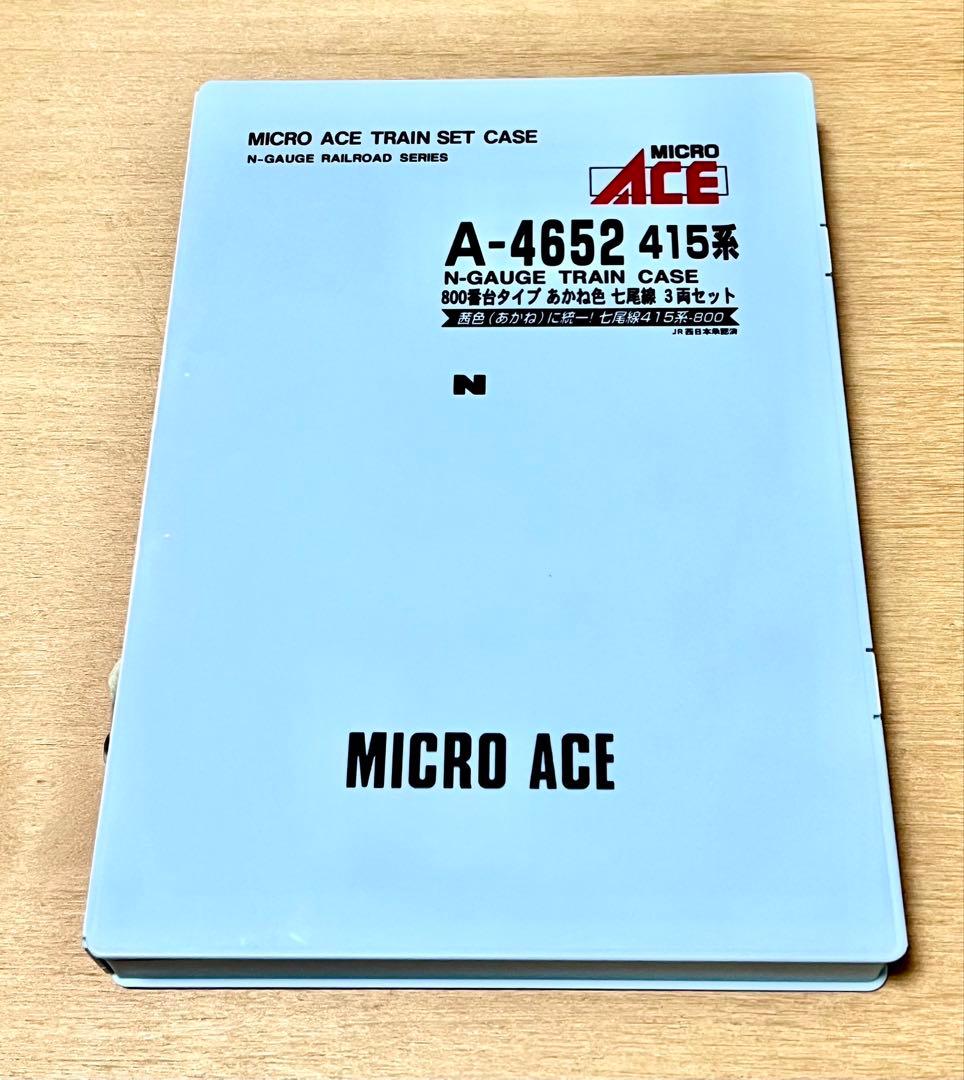 MICRO ACE TRAIN SET CASE
N-GAUGE RAILROAD SERIES
MICRO
ACE
A-4652 415系
N-GAUGE TRAIN CASE
800番台タイプ あかね色 七尾線 3両セット
茜色(あかね)に統一!七尾線415系-800
JR西日本承認済
N
MICRO ACE